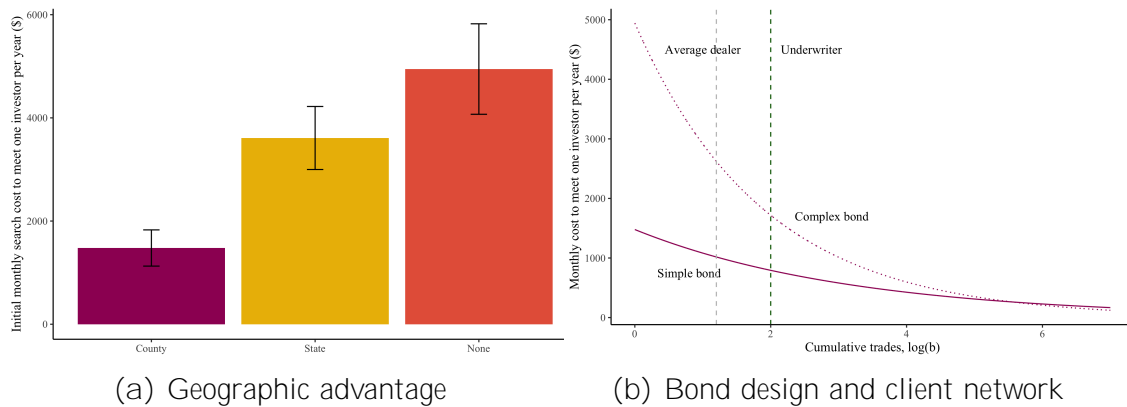 Initial monthly search cost to meet one investor per year ($)
6000
4000
2000
0
County State None
(a) Geographic advantage
Monthly cost to meet one investor per year ($)
5000
4000
3000
2000
1000
0
Average dealer Underwriter
Complex bond
Simple bond
0 2 4 6
Cumulative trades, log(b)
(b) Bond design and client network